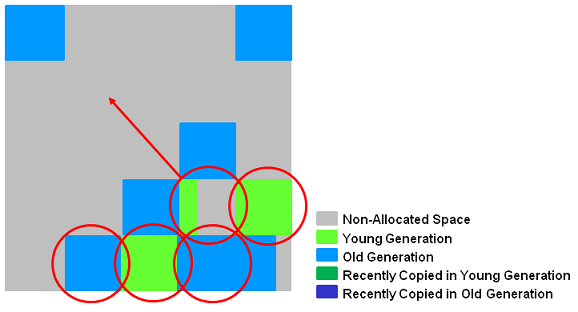 Non-Allocated Space
Young Generation
Old Generation
Recently Copied in Young Generation
Recently Copied in Old Generation